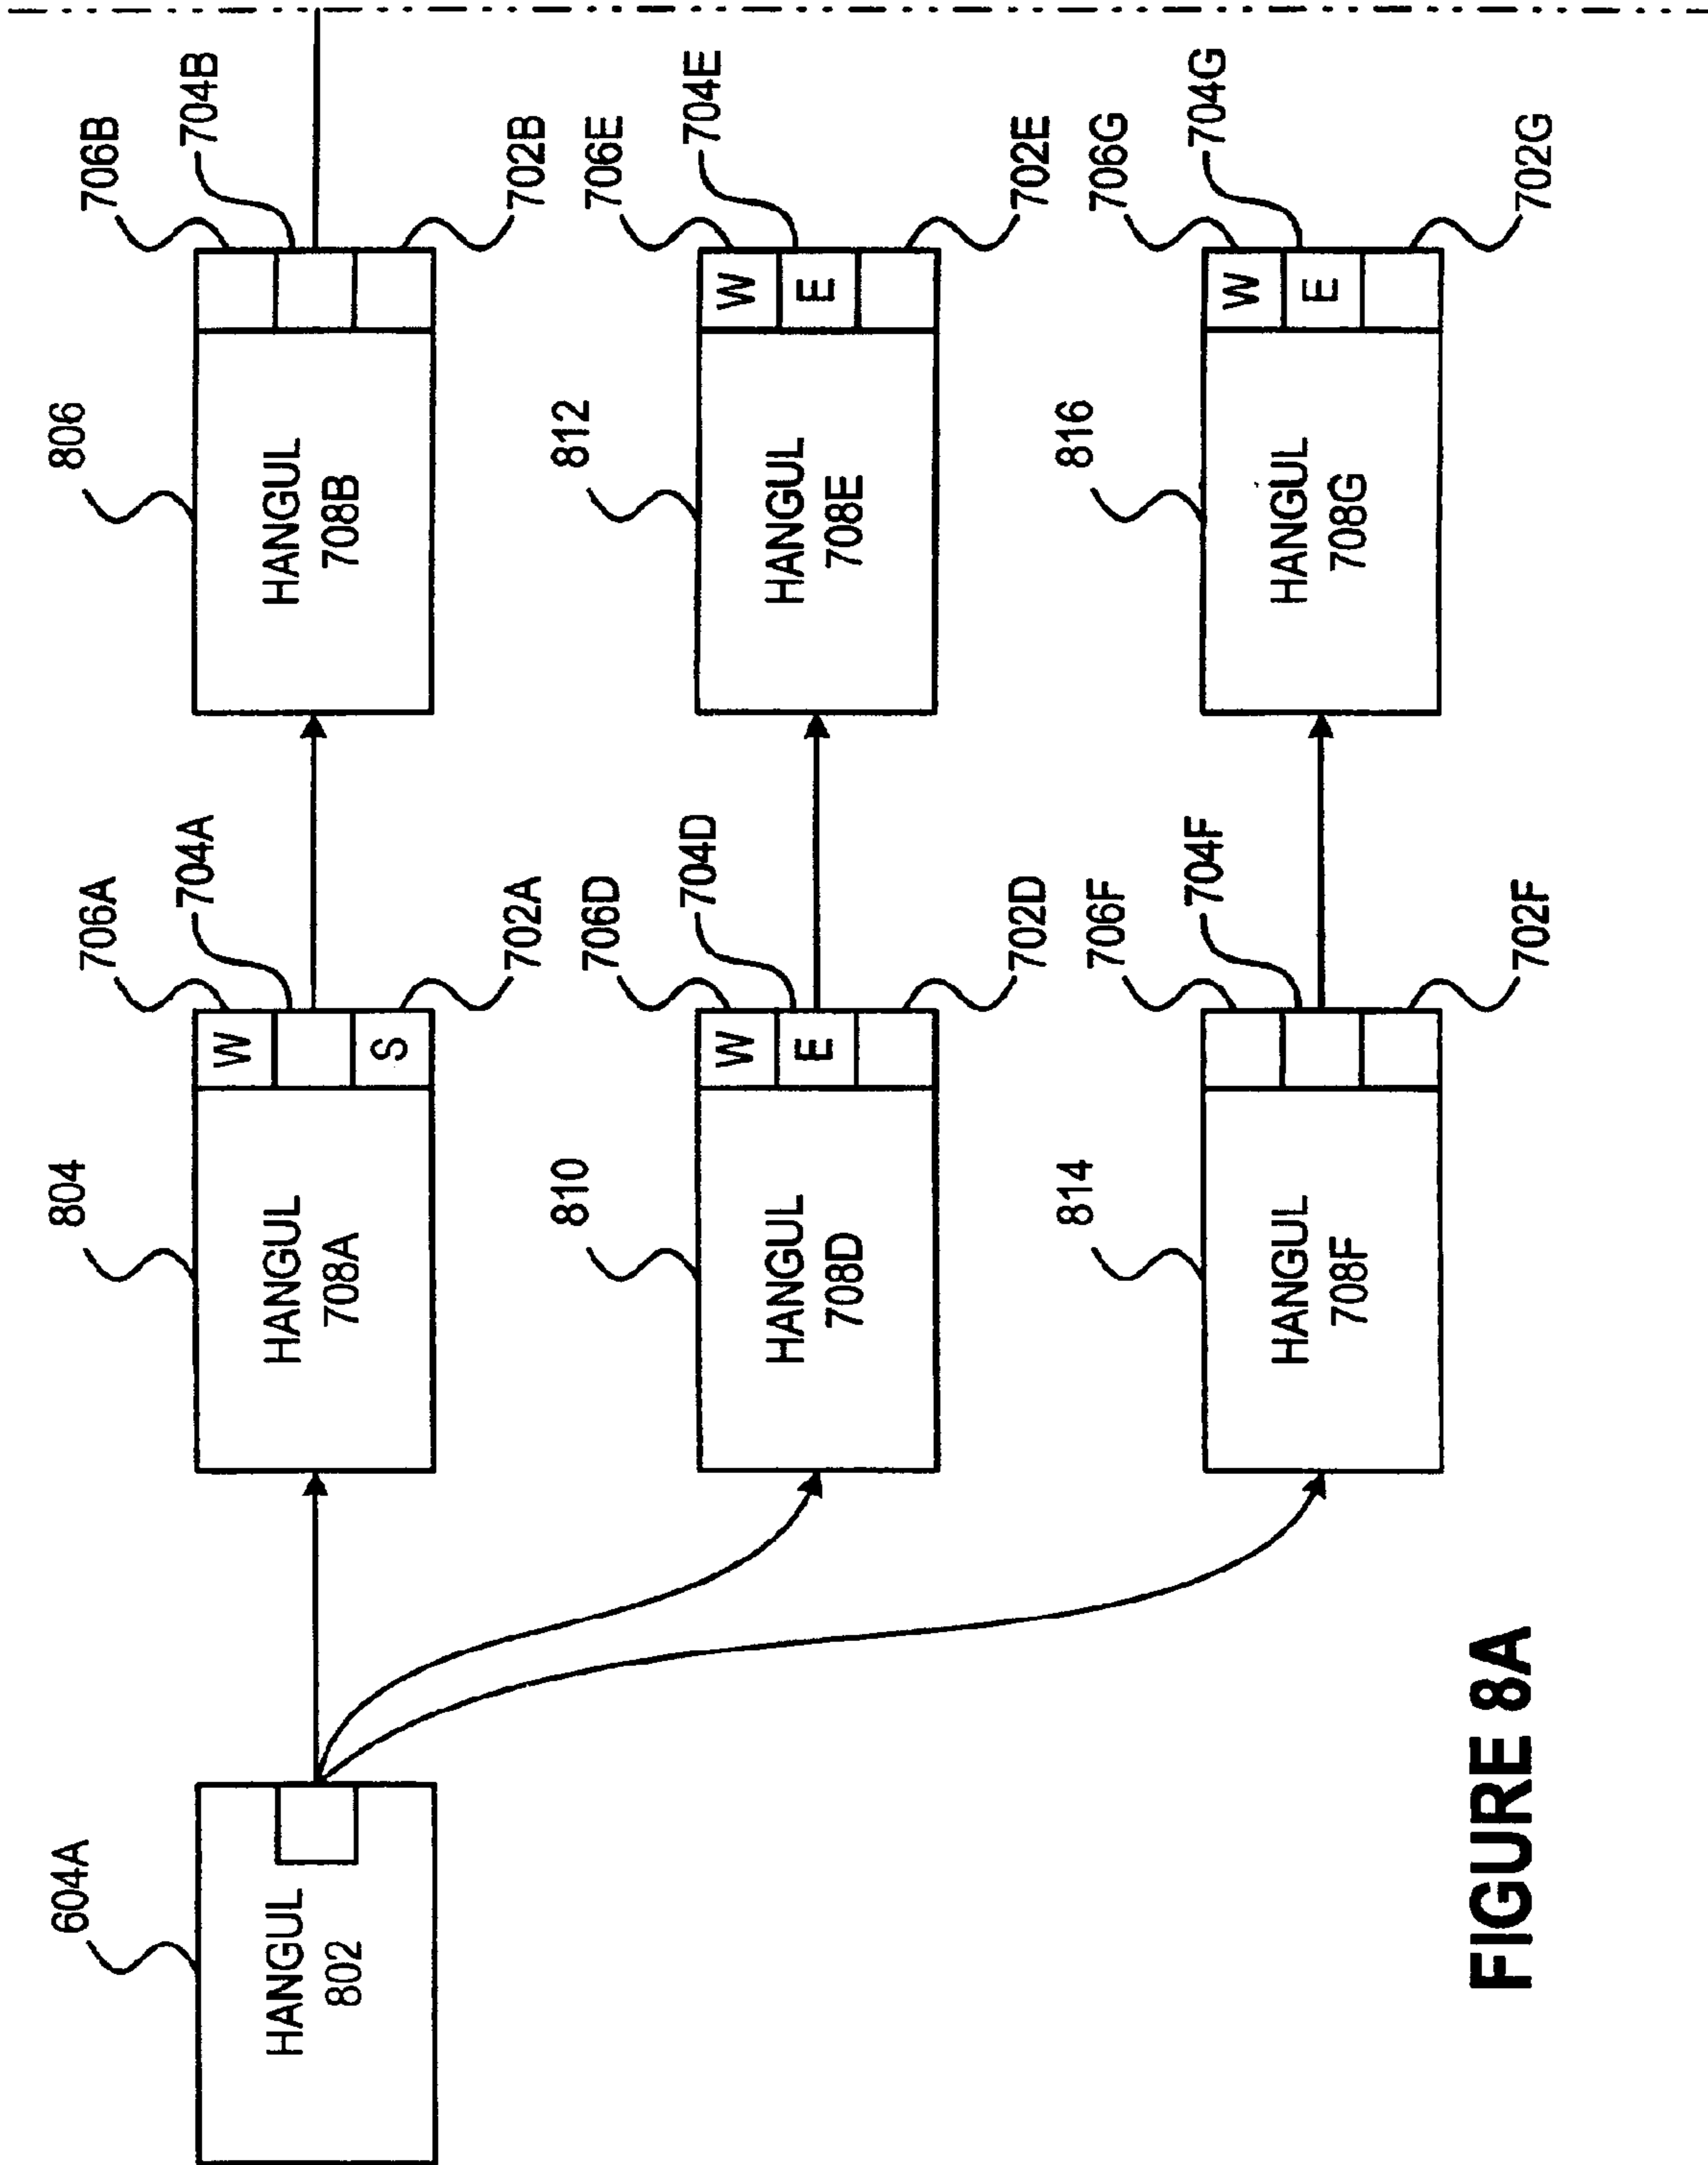 604A
HANGUL
802
804
HANGUL
708A
W
S
706A
704A
702A
806
HANGUL
708B
706B
704B
702B
810
HANGUL
708D
W
E
706D
704D
702D
812
HANGUL
708E
W
E
706E
704E
702E
814
HANGUL
708F
706F
704F
702F
816
HANGUL
708G
W
E
706G
704G
702G
FIGURE 8A